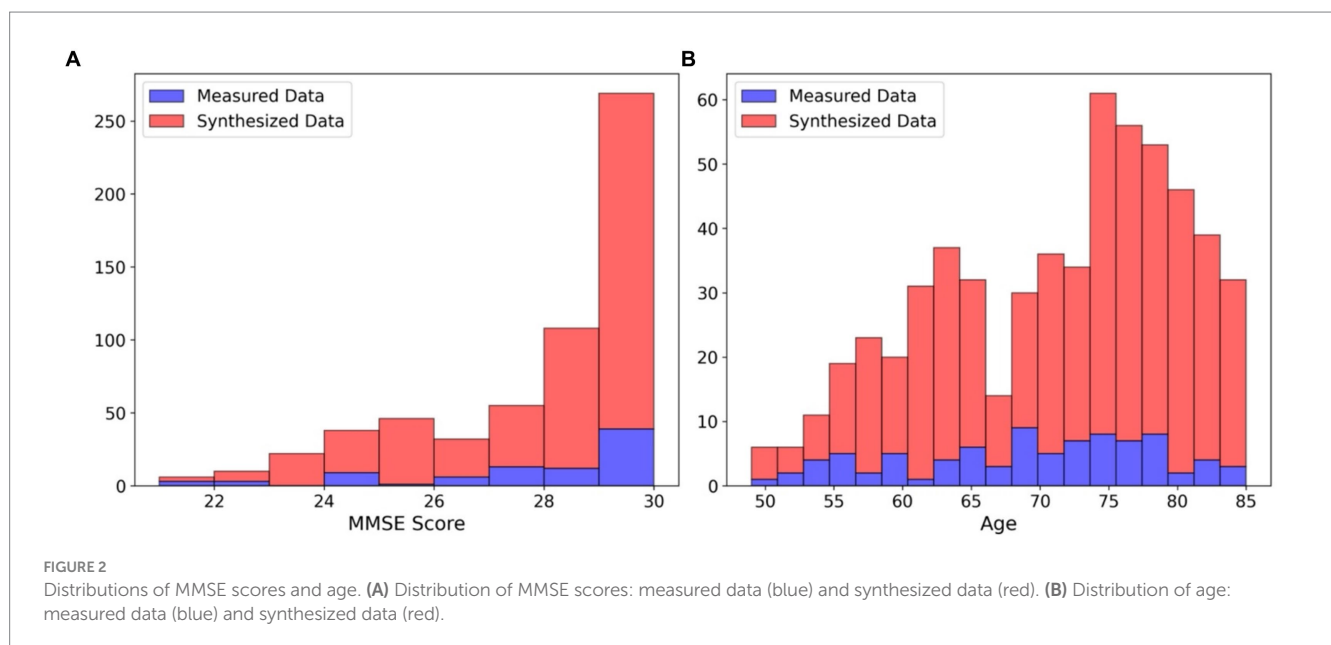 A
Measured Data
Synthesized Data
250
200
150
100
50
0
22 24 26 28 30
MMSE Score
B
Measured Data
Synthesized Data
60
50
40
30
20
10
0
50 55 60 65 70 75 80 85
Age
FIGURE 2
Distributions of MMSE scores and age. (A) Distribution of MMSE scores: measured data (blue) and synthesized data (red). (B) Distribution of age:
measured data (blue) and synthesized data (red).